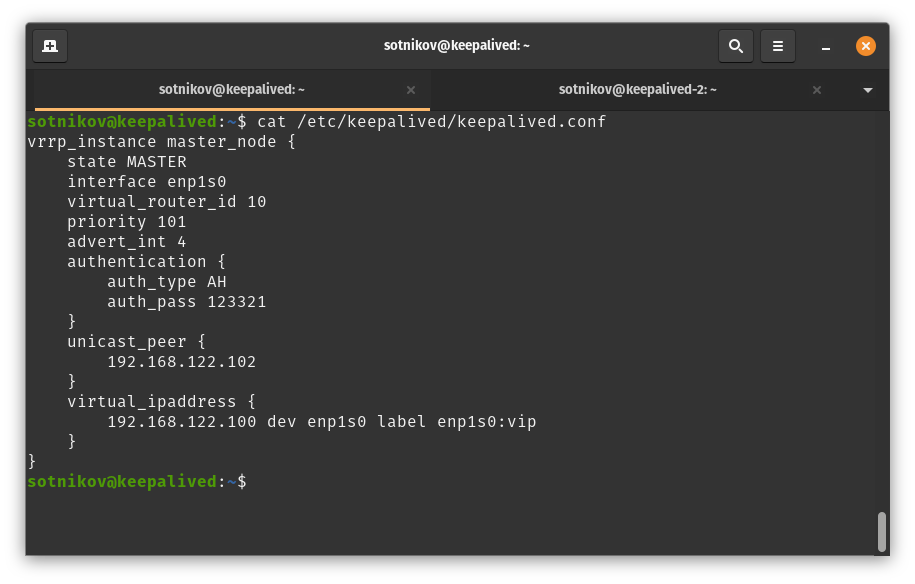 sotnikov@keepalived: ~
sotnikov@keepalived: ~
sotnikov@keepalived-2: ~
sotnikov@keepalived:~$ cat /etc/keepalived/keepalived.conf
vrrp_instance master_node {
    state MASTER
    interface enp1s0
    virtual_router_id 10
    priority 101
    advert_int 4
    authentication {
        auth_type AH
        auth_pass 123321
    }
    unicast_peer {
        192.168.122.102
    }
    virtual_ipaddress {
        192.168.122.100 dev enp1s0 label enp1s0:vip
    }
}
sotnikov@keepalived:~$